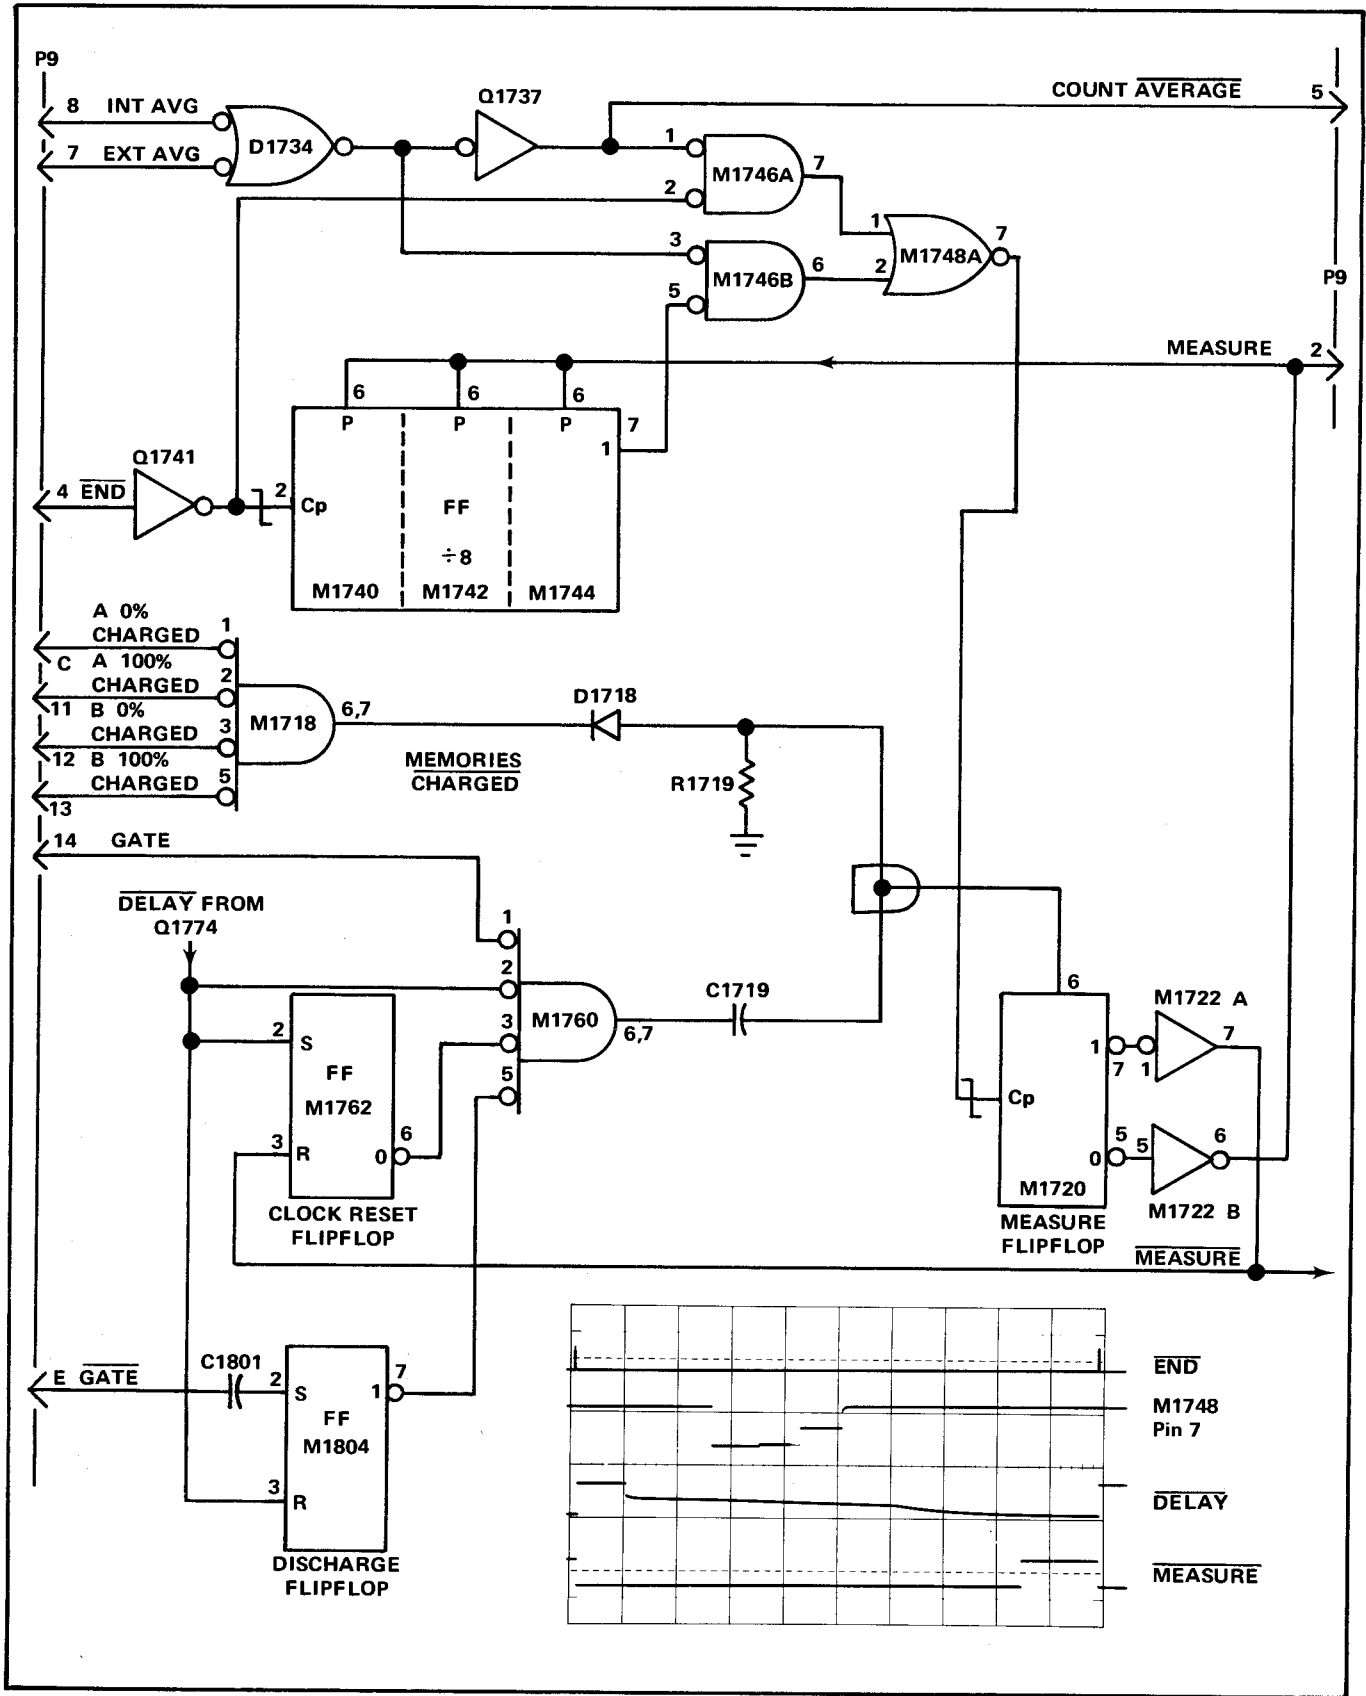 P9
8 INT AVG
Q1737
COUNT AVERAGE 5
D1734
7 EXT AVG
1
M1746A
7
2
1
7
M1748A
3
M1746B
6
2
5
P9
MEASURE 2
6 6 6
P P P
7
1
Q1741
4 END
2
Cp
FF
÷8
M1740 M1742 M1744
A 0%
CHARGED
1
C A 100%
CHARGED
2
11 B 0%
CHARGED
3
12 B 100%
CHARGED
5
13
M1718
6,7
D1718
MEMORIES
CHARGED
R1719
14 GATE
DELAY FROM
Q1774
1
2
3
5
M1760
6,7
C1719
2 S
FF
M1762
3 R
0
6
CLOCK RESET
FLIPFLOP
6
M1722 A
1
7 1
7
Cp
0
5 5
6
M1720
M1722 B
MEASURE
FLIPFLOP
MEASURE
E GATE
C1801
2 S
1
7
FF
M1804
3 R
DISCHARGE
FLIPFLOP
END
M1748
Pin 7
DELAY
MEASURE